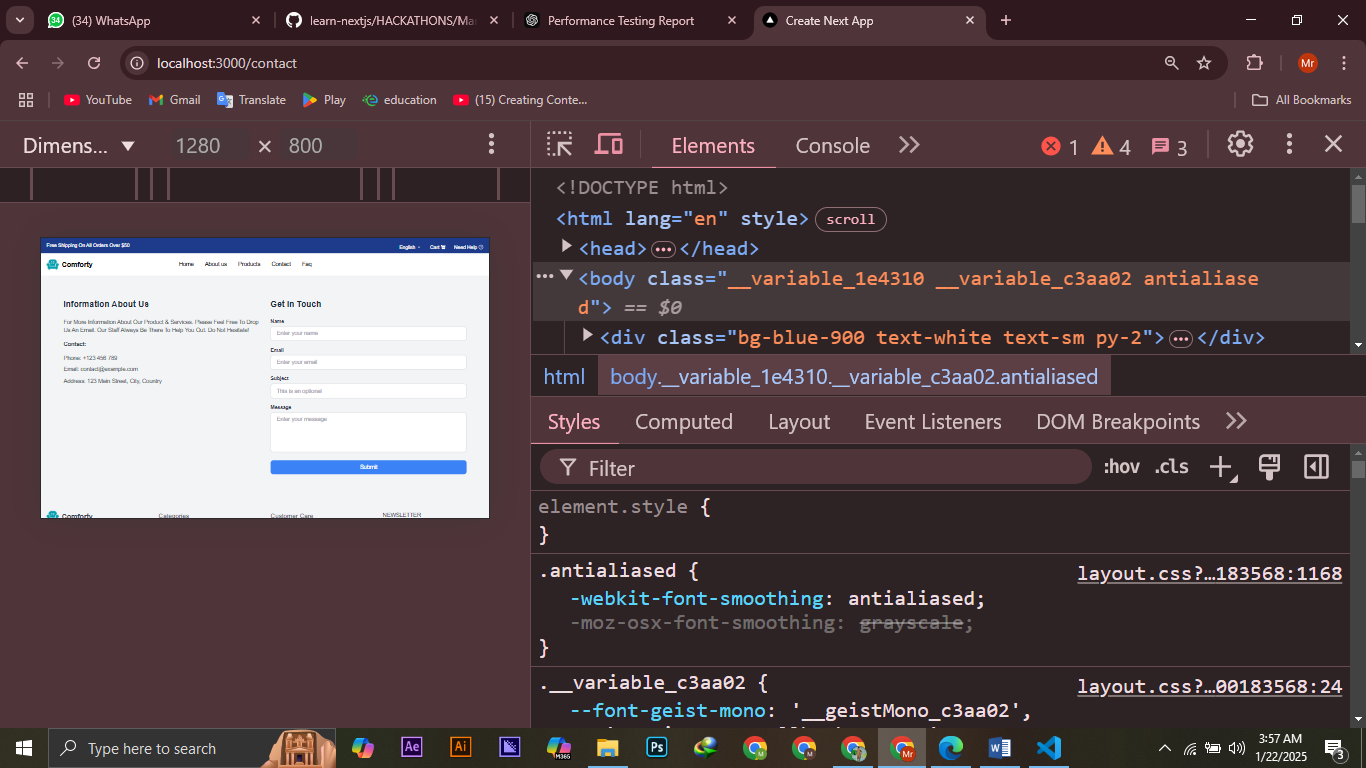 (34) WhatsApp
learn-nextjs/HACKATHONS/Mar
Performance Testing Report
Create Next App
localhost:3000/contact
Mr
YouTube
Gmail
Translate
Play
education
(15) Creating Conte...
All Bookmarks
Dimens... 1280 × 800
Elements
Console
1
4
3
<!DOCTYPE html>
<html lang="en" style> scroll
<head> ••• </head>
<body class="__variable_1e4310 __variable_c3aa02 antialiase
d"> == $0
<div class="bg-blue-900 text-white text-sm py-2"> ••• </div>
html body.__variable_1e4310.__variable_c3aa02.antialiased
Styles Computed Layout Event Listeners DOM Breakpoints
Filter :hov .cls
element.style {
}
.antialiased { layout.css?…183568:1168
-webkit-font-smoothing: antialiased;
-moz-osx-font-smoothing: grayscale;
}
.__variable_c3aa02 { layout.css?…00183568:24
--font-geist-mono: '__geistMono_c3aa02',
Free Shipping On All Orders Over $50
English
Cart
Need Help
Comforty
Home About us Products Contact Faq
Information About Us
For More Information About Our Product & Services. Please Feel Free To Drop
Us An Email. Our Staff Always Be There To Help You Out. Do Not Hesitate!
Contact:
Phone: +123 456 789
Email: contact@example.com
Address: 123 Main Street, City, Country
Get In Touch
Name
Enter your name
Email
Enter your email
Subject
This is an optional
Message
Enter your message
Submit
Comforty
Categories
Customer Care
NEWSLETTER
Type here to search
Ae
Ai
M365
Ps
Mr
3:57 AM
1/22/2025
3